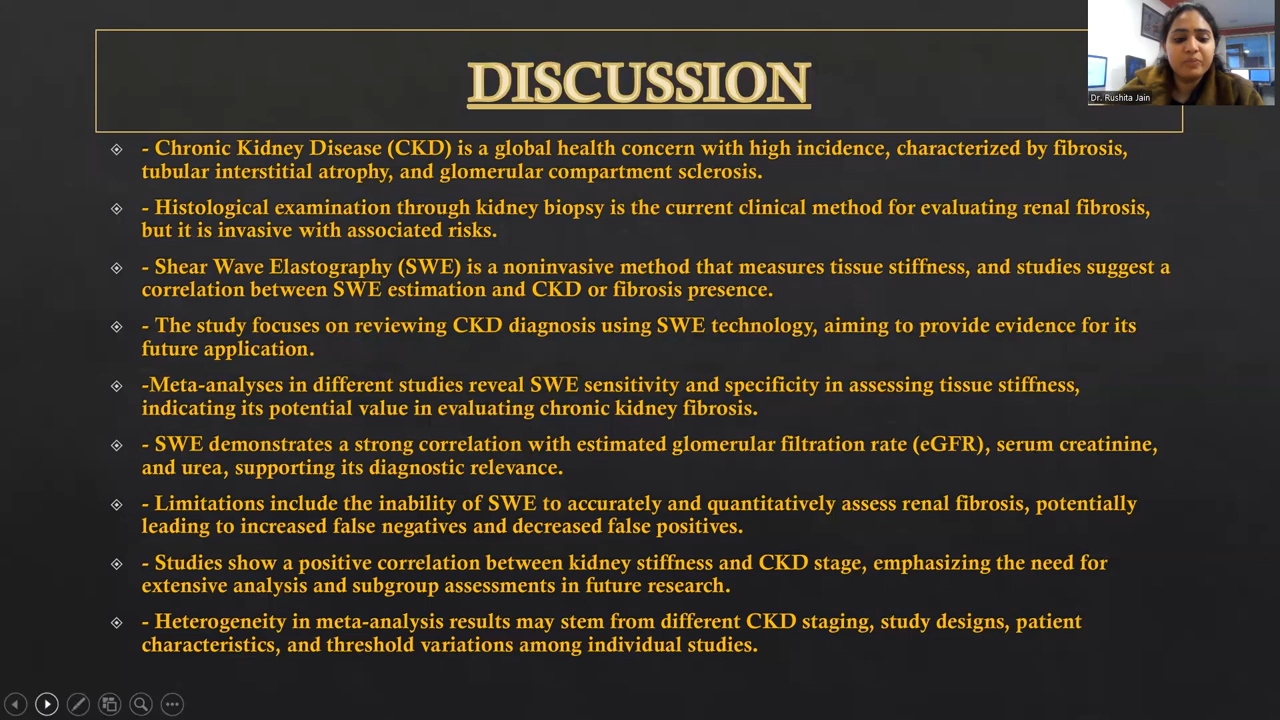 DISCUSSION
Dr. Rushita Jain
- Chronic Kidney Disease (CKD) is a global health concern with high incidence, characterized by fibrosis,
tubular interstitial atrophy, and glomerular compartment sclerosis.
- Histological examination through kidney biopsy is the current clinical method for evaluating renal fibrosis,
but it is invasive with associated risks.
- Shear Wave Elastography (SWE) is a noninvasive method that measures tissue stiffness, and studies suggest a
correlation between SWE estimation and CKD or fibrosis presence.
- The study focuses on reviewing CKD diagnosis using SWE technology, aiming to provide evidence for its
future application.
-Meta-analyses in different studies reveal SWE sensitivity and specificity in assessing tissue stiffness,
indicating its potential value in evaluating chronic kidney fibrosis.
- SWE demonstrates a strong correlation with estimated glomerular filtration rate (eGFR), serum creatinine,
and urea, supporting its diagnostic relevance.
- Limitations include the inability of SWE to accurately and quantitatively assess renal fibrosis, potentially
leading to increased false negatives and decreased false positives.
- Studies show a positive correlation between kidney stiffness and CKD stage, emphasizing the need for
extensive analysis and subgroup assessments in future research.
- Heterogeneity in meta-analysis results may stem from different CKD staging, study designs, patient
characteristics, and threshold variations among individual studies.